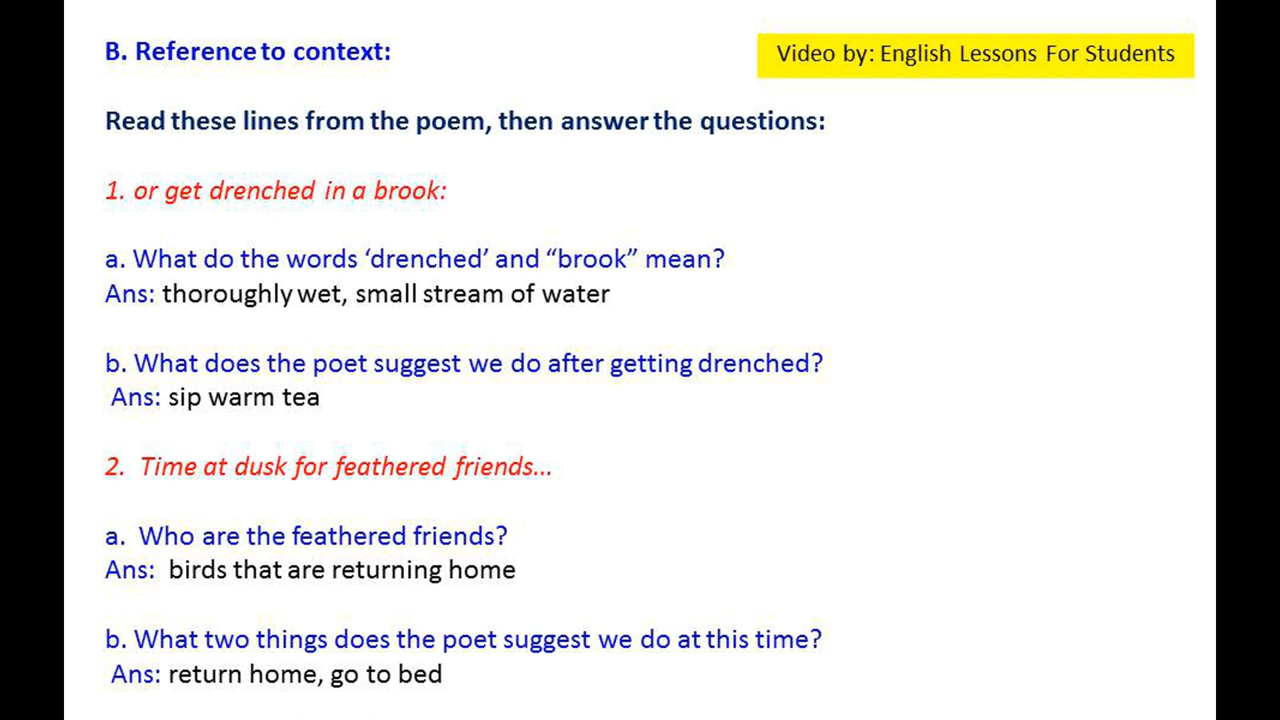 B. Reference to context:
Video by: English Lessons For Students
Read these lines from the poem, then answer the questions:
1. or get drenched in a brook:
a. What do the words ‘drenched’ and “brook” mean?
Ans: thoroughly wet, small stream of water
b. What does the poet suggest we do after getting drenched?
Ans: sip warm tea
2. Time at dusk for feathered friends...
a. Who are the feathered friends?
Ans: birds that are returning home
b. What two things does the poet suggest we do at this time?
Ans: return home, go to bed